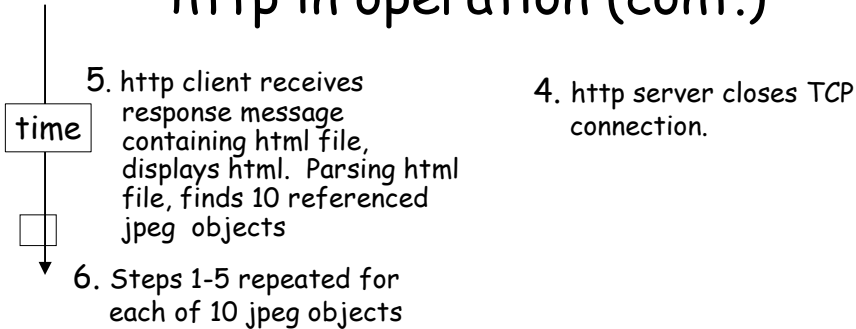 http in operation (cont.)
5. http client receives
response message
containing html file,
displays html. Parsing html
file, finds 10 referenced
jpeg objects
time
6. Steps 1-5 repeated for
each of 10 jpeg objects
4. http server closes TCP
connection.